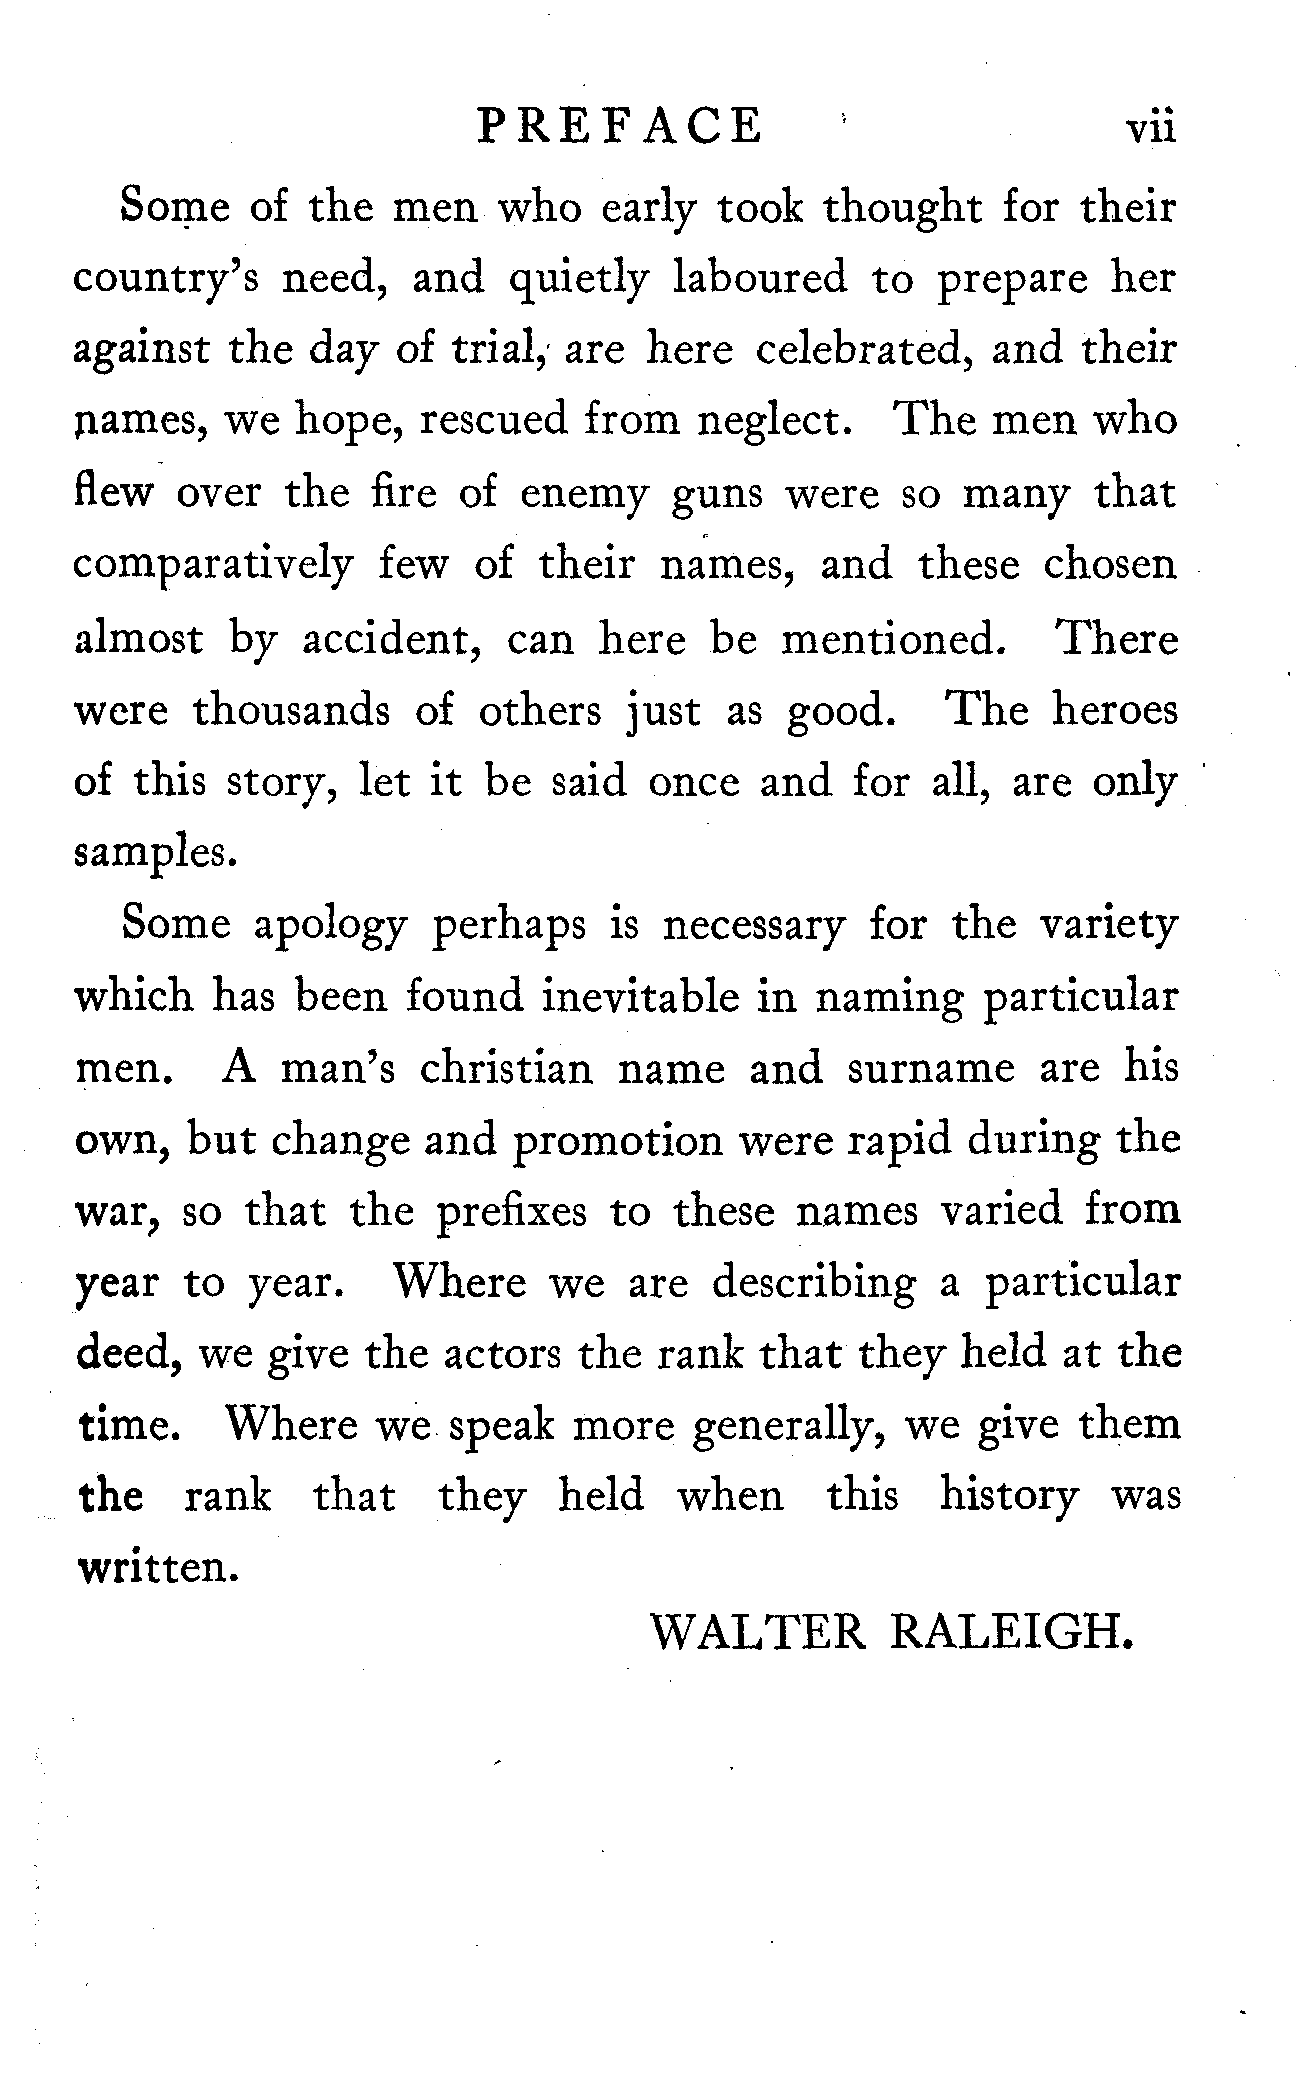 PREFACE vii
Some of the men who early took thought for their
country's need, and quietly laboured to prepare her
against the day of trial, are here celebrated, and their
names, we hope, rescued from neglect. The men who
flew over the fire of enemy guns were so many that
comparatively few of their names, and these chosen
almost by accident, can here be mentioned. There
were thousands of others just as good. The heroes
of this story, let it be said once and for all, are only
samples.
Some apology perhaps is necessary for the variety
which has been found inevitable in naming particular
men. A man's christian name and surname are his
own, but change and promotion were rapid during the
war, so that the prefixes to these names varied from
year to year. Where we are describing a particular
deed, we give the actors the rank that they held at the
time. Where we speak more generally, we give them
the rank that they held when this history was
written.
WALTER RALEIGH.